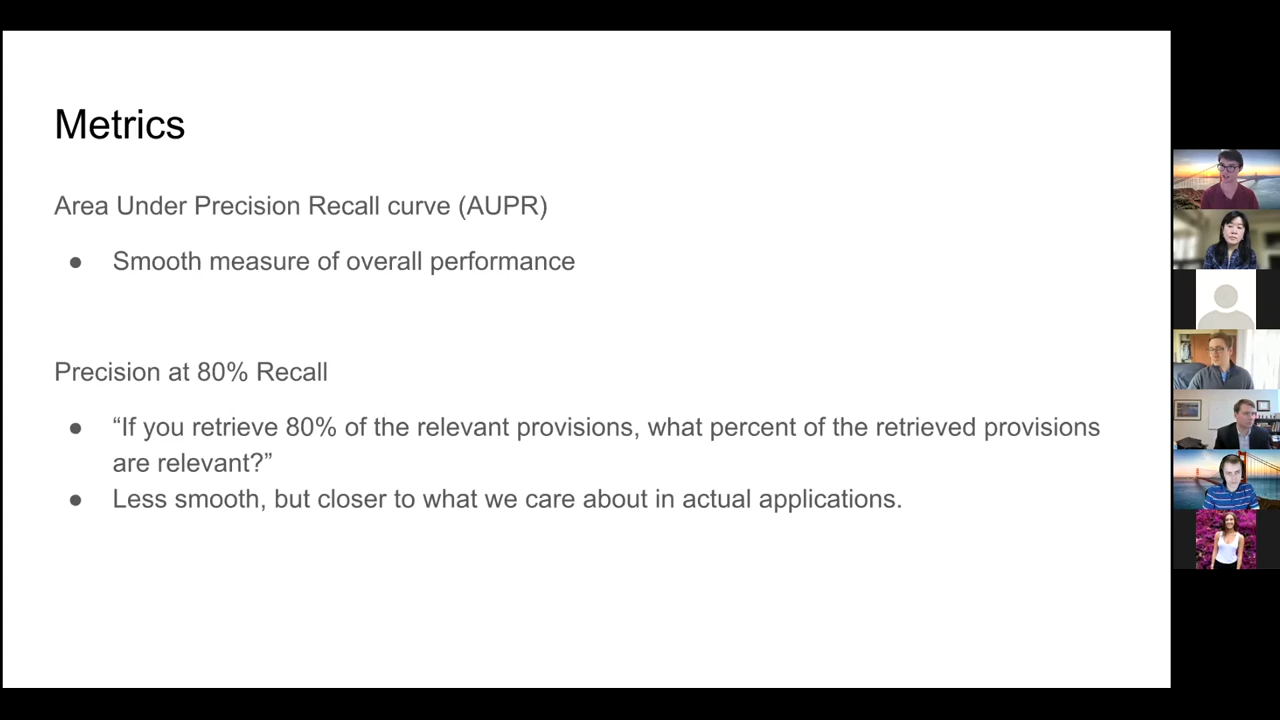 Metrics
Area Under Precision Recall curve (AUPR)
● Smooth measure of overall performance
Precision at 80% Recall
● “If you retrieve 80% of the relevant provisions, what percent of the retrieved provisions
are relevant?”
● Less smooth, but closer to what we care about in actual applications.